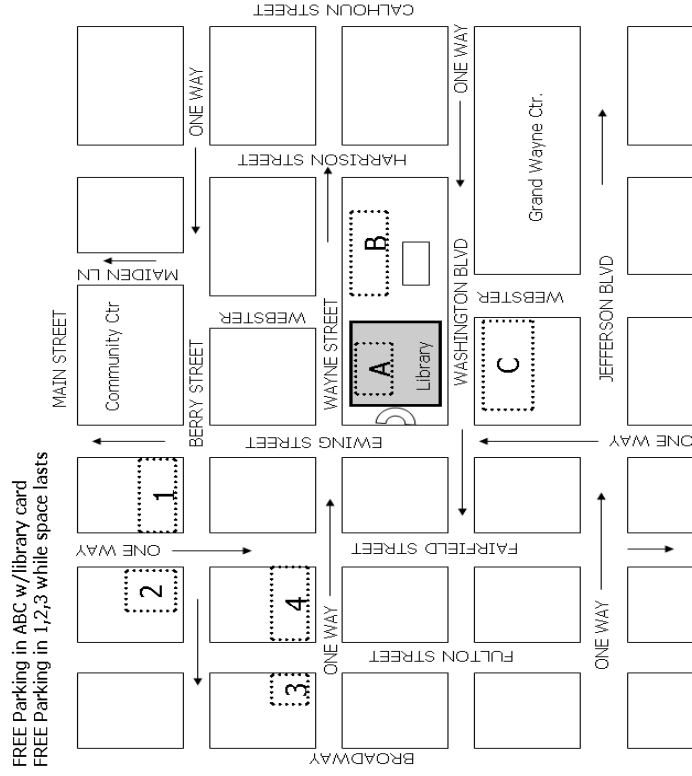 FREE Parking in ABC w/library card
FREE Parking in 1,2,3 while space lasts
MAIN STREET
Community Ctr
MAIDEN LN
ONE WAY
1
ONE WAY
2
BERRY STREET
WEBSTER
EWING STREET
4
3
CALHOUN STREET
HARRISON STREET
WAYNE STREET
ONE WAY
B
A
Library
FAIRFIELD STREET
FULTON STREET
BROADWAY
WASHINGTON BLVD
ONE WAY
Grand Wayne Ctr.
WEBSTER
C
JEFFERSON BLVD
ONE WAY
ONE WAY